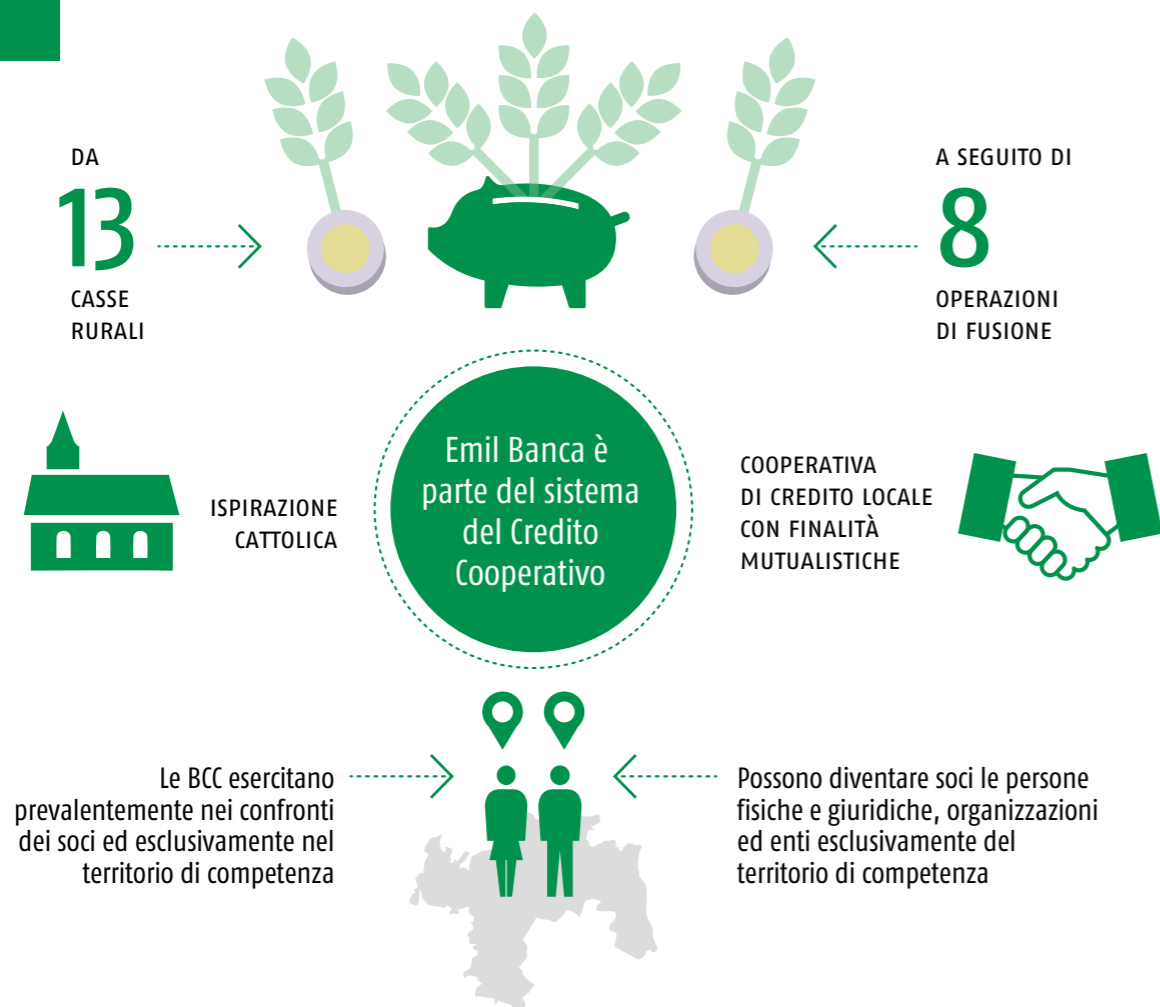 DA
13
CASSE
RURALI
A SEGUITO DI
8
OPERAZIONI
DI FUSIONE
ISPIRAZIONE
CATTOLICA
Emil Banca è
parte del sistema
del Credito
Cooperativo
COOPERATIVA
DI CREDITO LOCALE
CON FINALITÀ
MUTUALISTICHE
Le BCC esercitano
prevalentemente nei confronti
dei soci ed esclusivamente nel
territorio di competenza
Possono diventare soci le persone
fisiche e giuridiche, organizzazioni
ed enti esclusivamente del
territorio di competenza